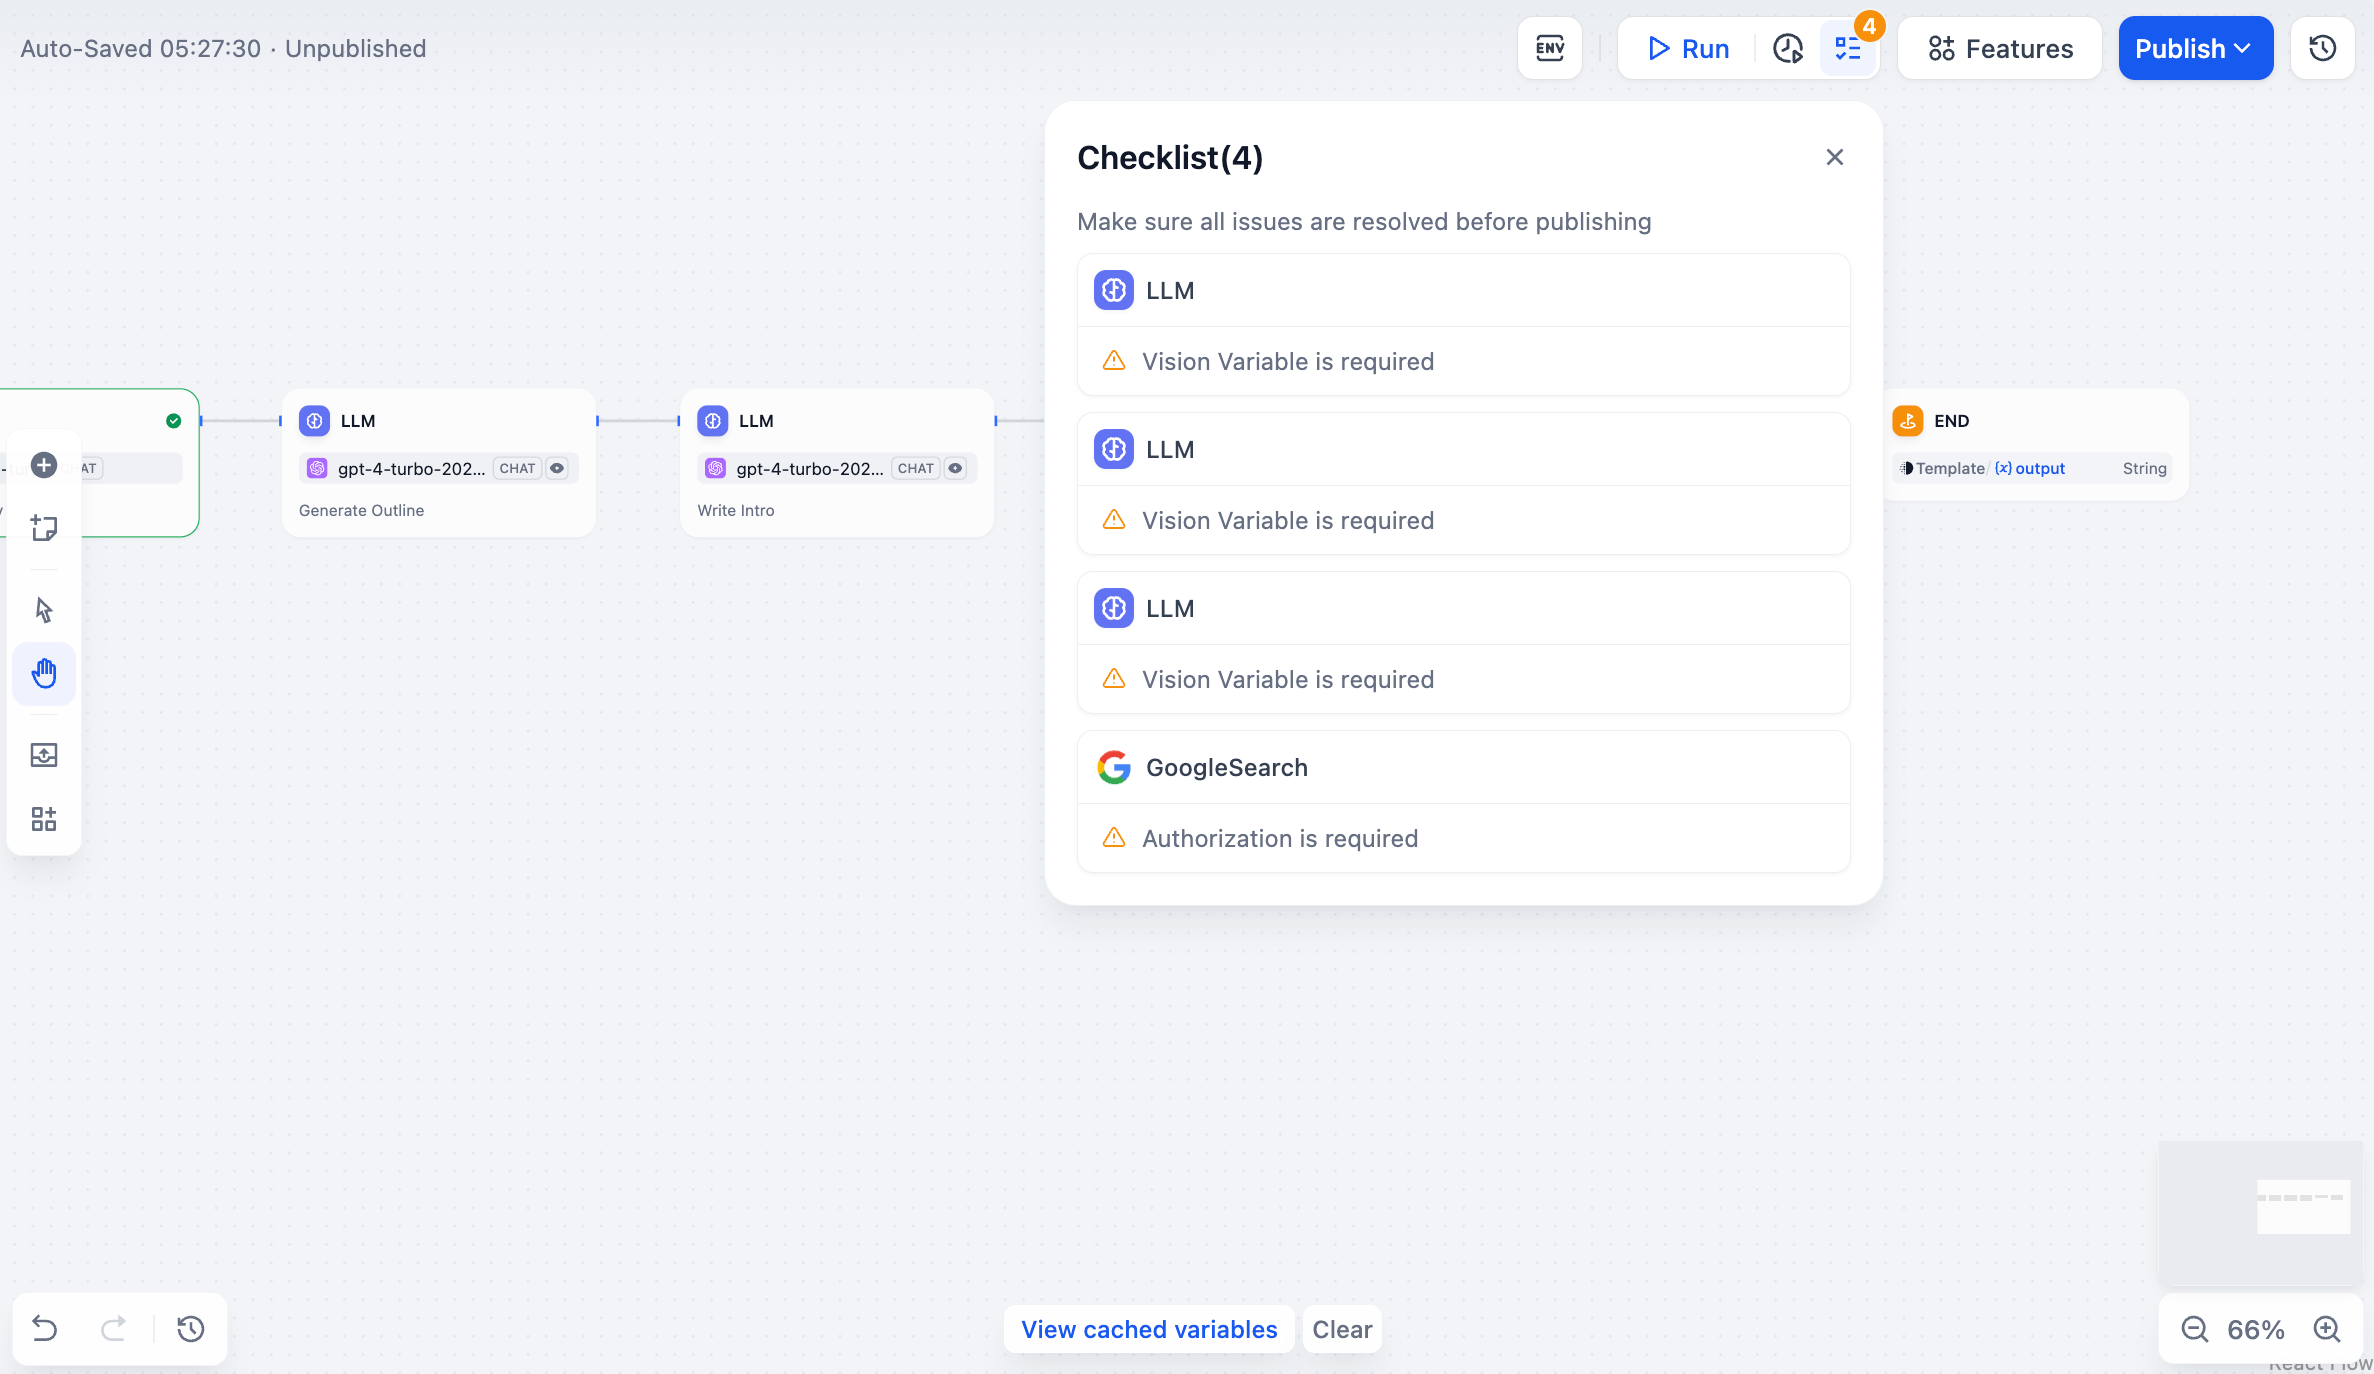 Auto-Saved 05:27:30 · Unpublished
ENV
Run
4
Features
Publish
Checklist(4)
Make sure all issues are resolved before publishing
LLM
Vision Variable is required
LLM
Vision Variable is required
LLM
Vision Variable is required
GoogleSearch
Authorization is required
LLM
gpt-4-turbo-202... CHAT
Generate Outline
LLM
gpt-4-turbo-202... CHAT
Write Intro
END
Template/ (x) output String
View cached variables
Clear
66%
React Flow